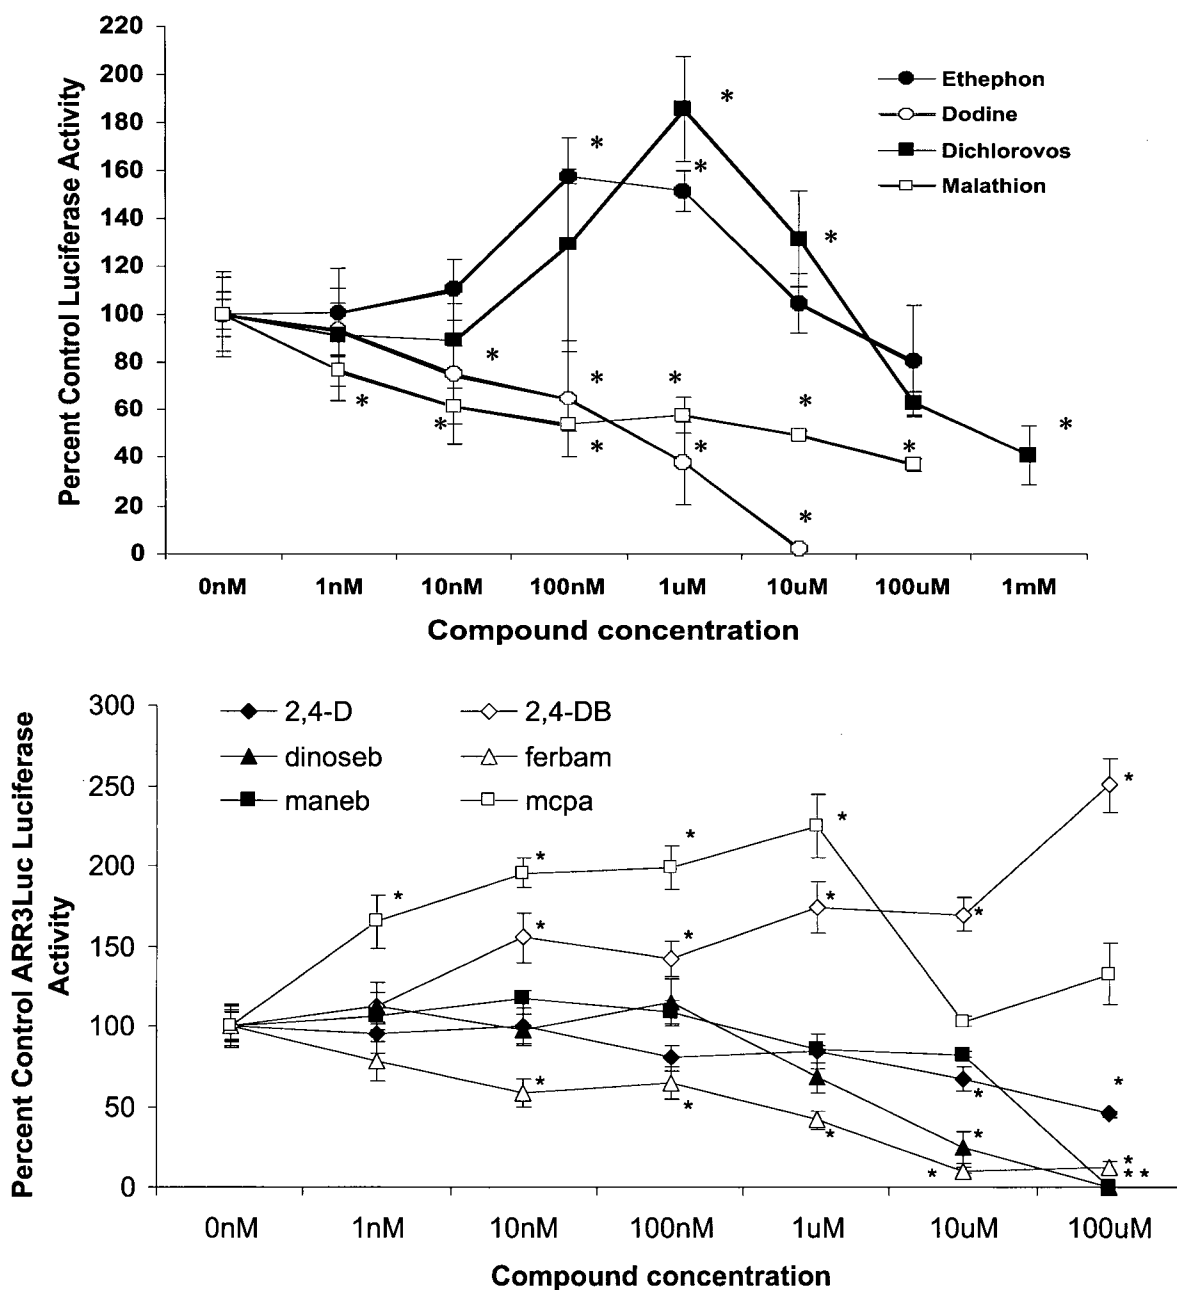 220
200
180
160
140
120
100
80
60
40
20
0
Percent Control Luciferase Activity
Ethephon
Dodine
Dichlorovos
Malathion
* * * * * * * * * * * * * * *
0nM 1nM 10nM 100nM 1uM 10uM 100uM 1mM
Compound concentration
Percent Control ARR3Luc Luciferase
Activity
300
250
200
150
100
50
0
2,4-D 2,4-DB
dinoseb ferbam
maneb mcpa
* * * * * * * * * * * * * * * * * * *
0nM 1nM 10nM 100nM 1uM 10uM 100uM
Compound concentration